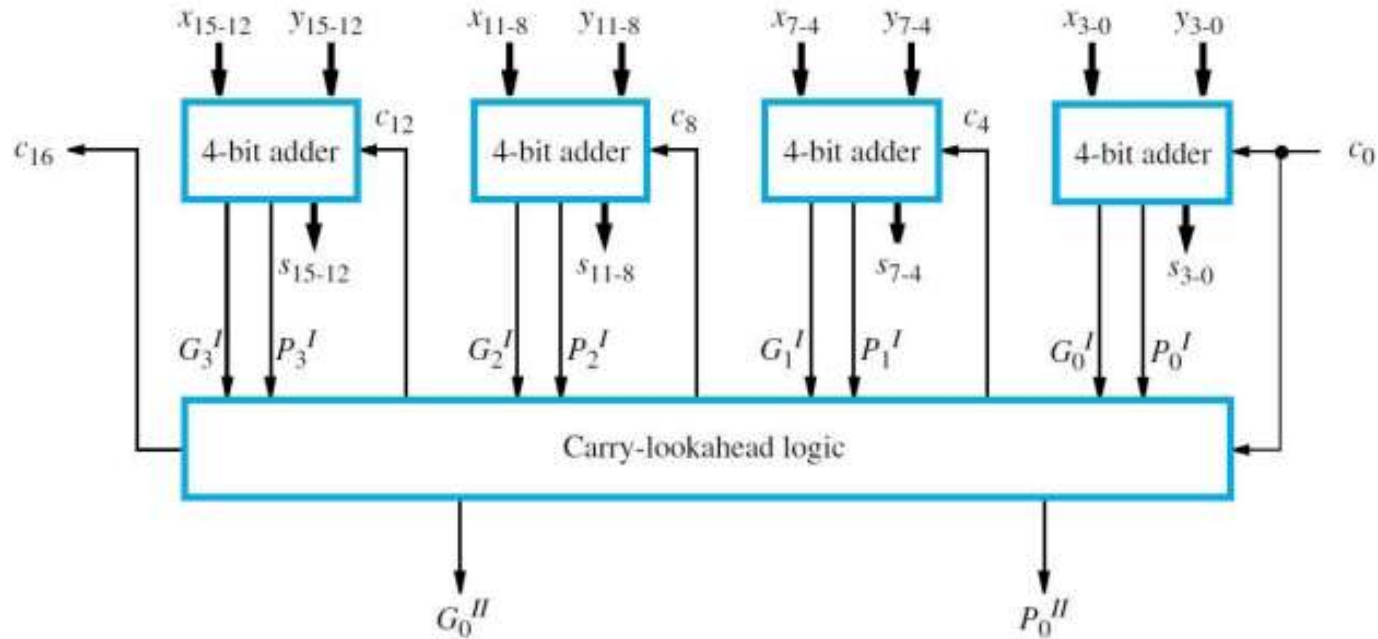 x₁₅₋₁₂ y₁₅₋₁₂ x₁₁₋₈ y₁₁₋₈ x₇₋₄ y₇₋₄ x₃₋₀ y₃₋₀
c₁₆ 4-bit adder c₁₂ 4-bit adder c₈ 4-bit adder c₄ 4-bit adder c₀
s₁₅₋₁₂ s₁₁₋₈ s₇₋₄ s₃₋₀
G₃ᴵ P₃ᴵ G₂ᴵ P₂ᴵ G₁ᴵ P₁ᴵ G₀ᴵ P₀ᴵ
Carry-lookahead logic
G₀ᴵᴵ P₀ᴵᴵ